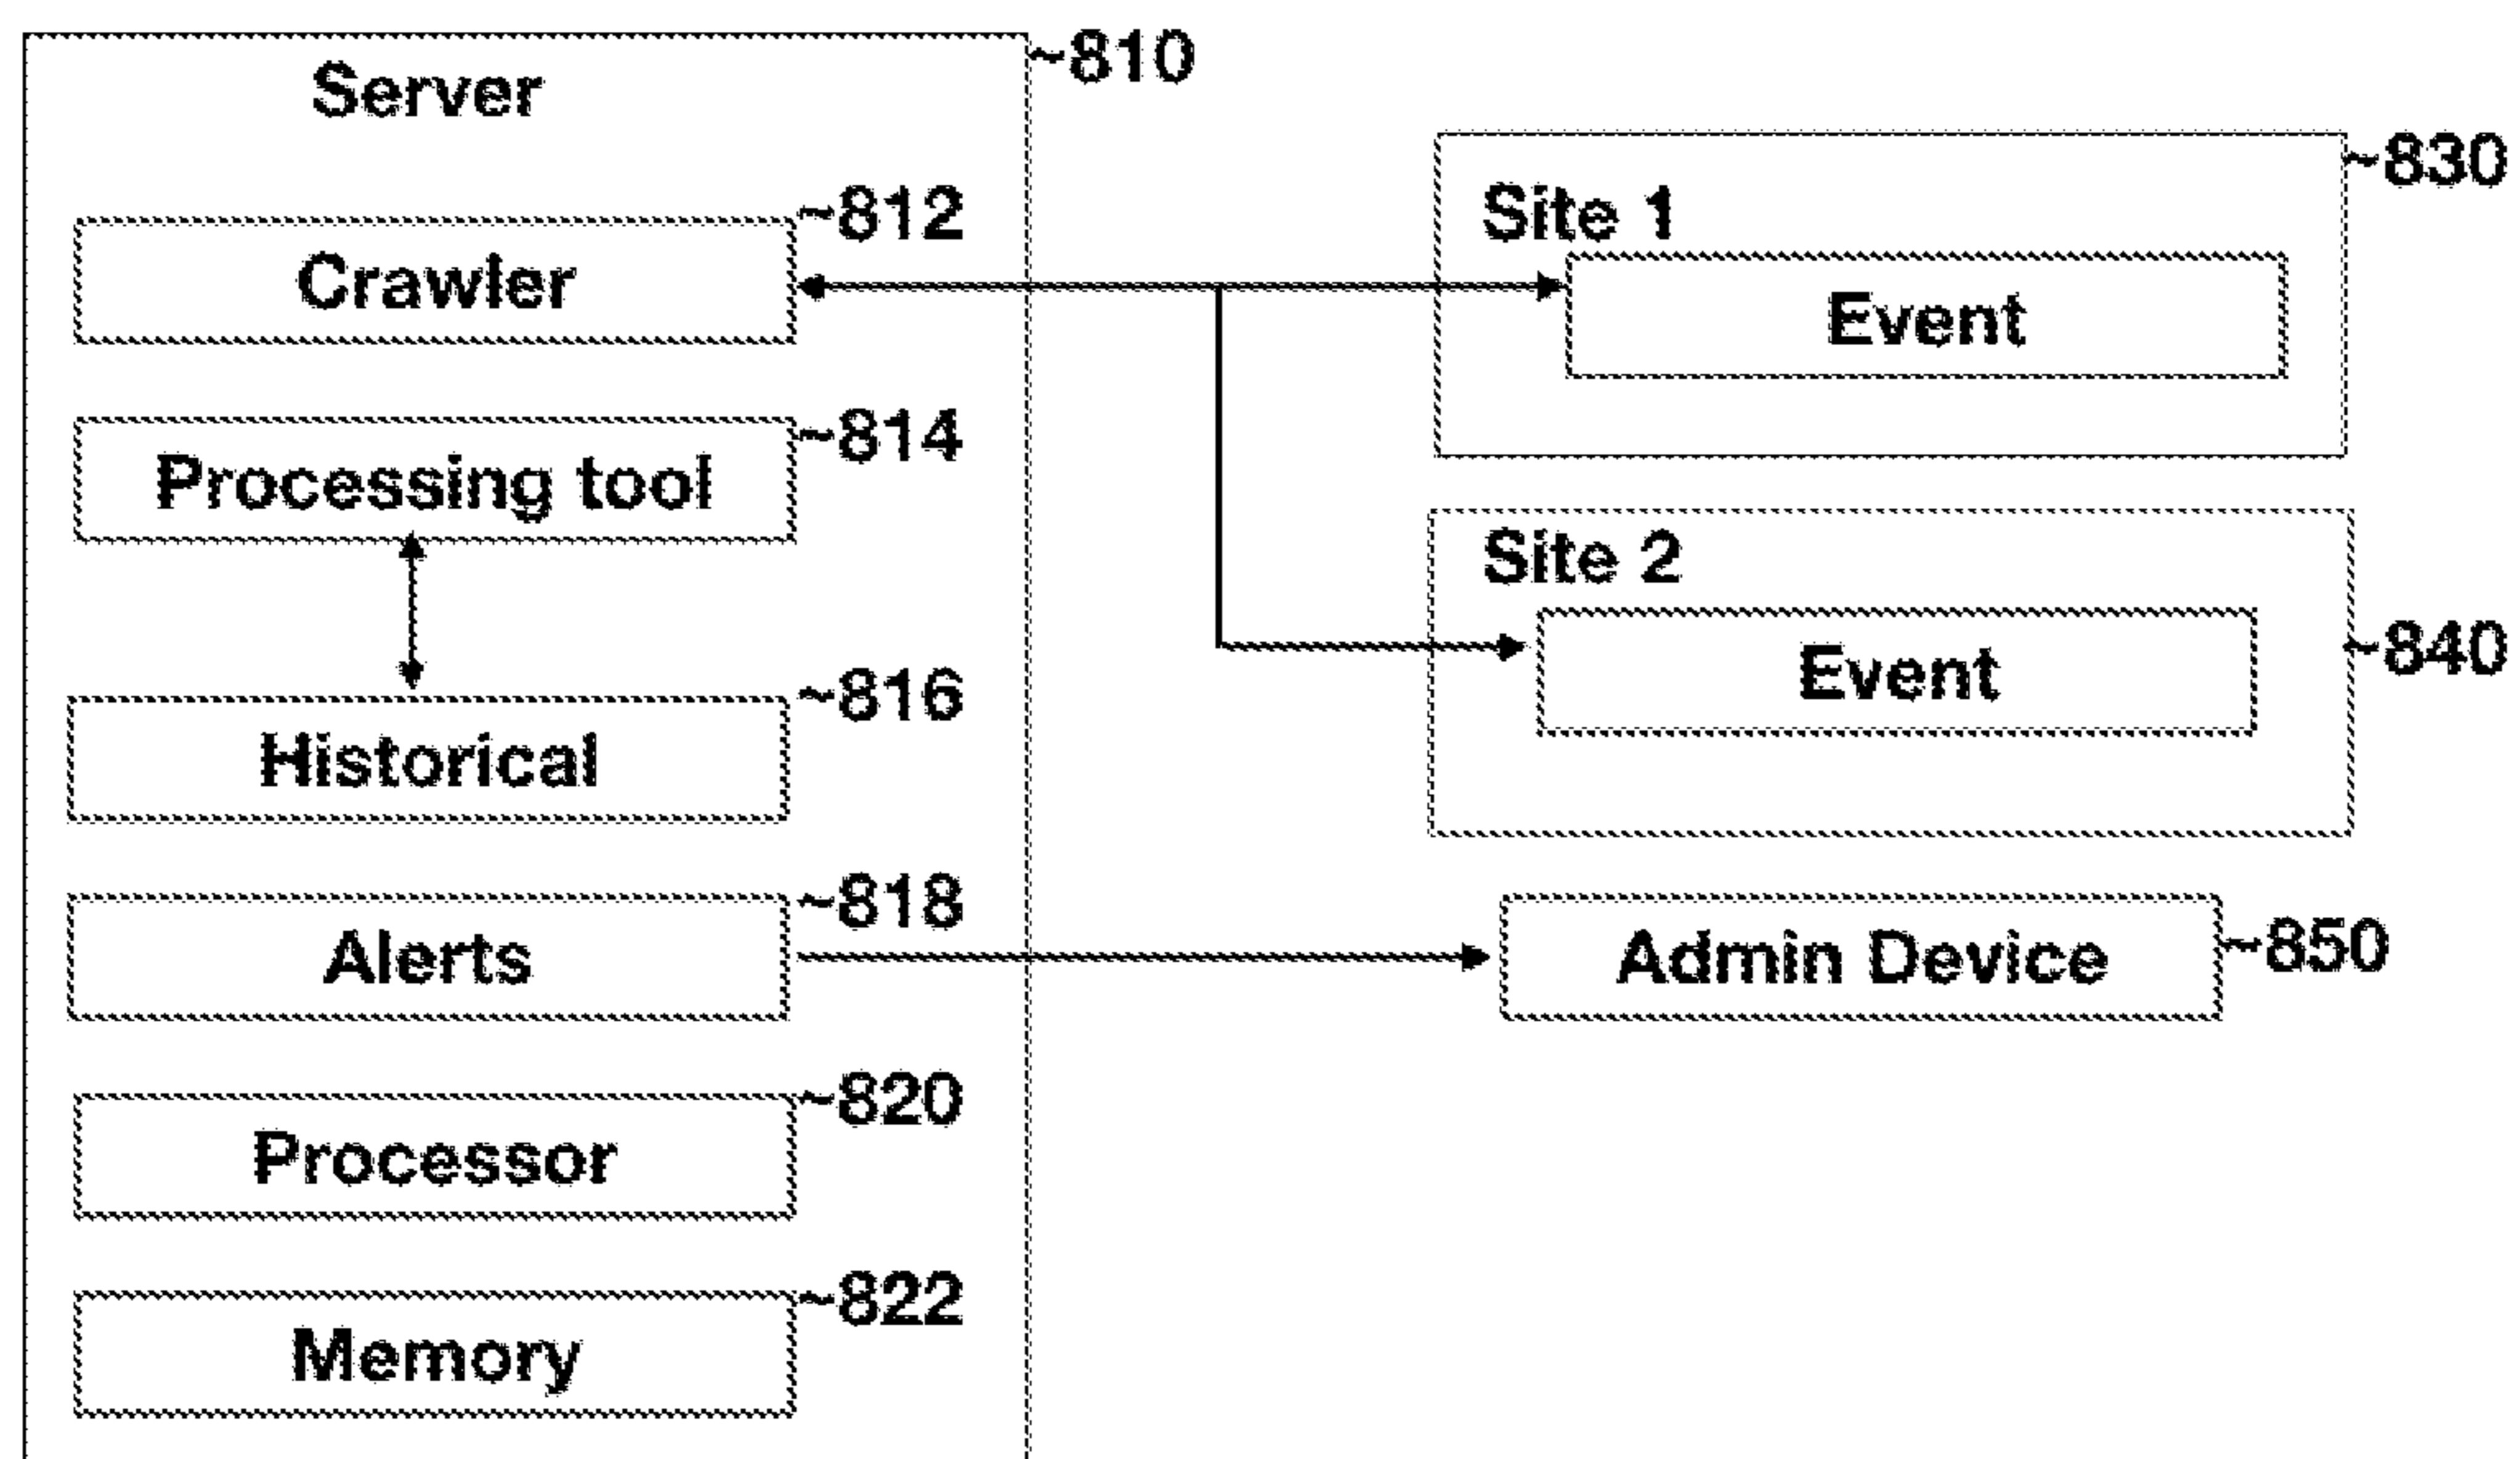 Server
~810
~812
Crawler
~814
Processing tool
~816
Historical
~818
Alerts
~820
Processor
~822
Memory
~830
Site 1
Event
Site 2
~840
Event
Admin Device
~850